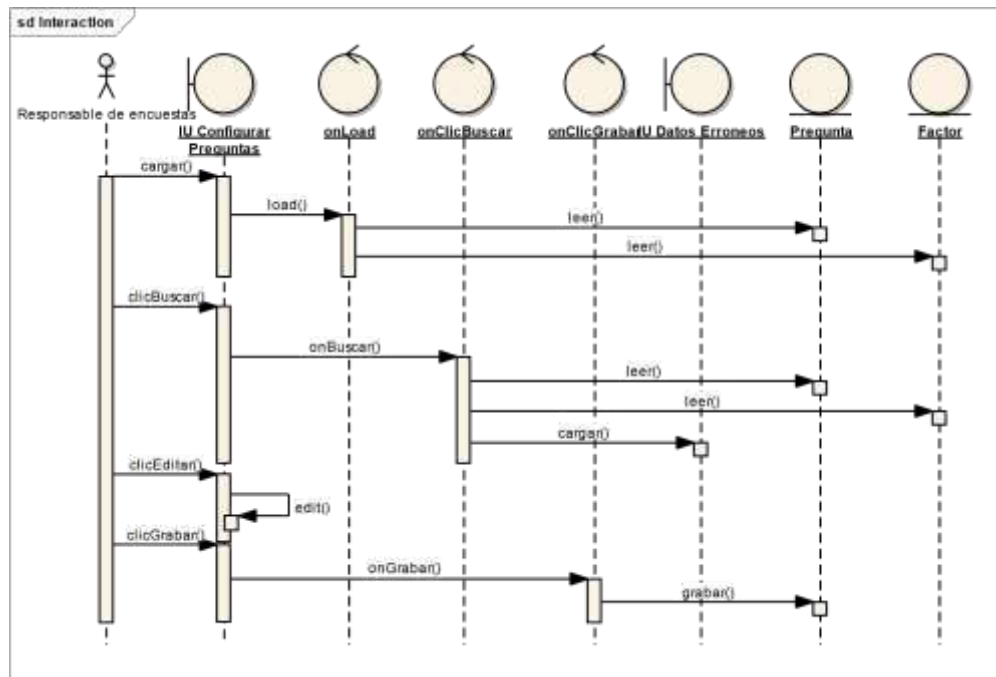 sd Interaction
Responsable de encuestas
IU Configurar
Preguntas
onLoad
onClicBuscar
onClicGrabar
IU Datos Erroneos
Pregunta
Factor
cargar()
load()
leer()
leer()
clicBuscar()
onBuscar()
leer()
leer()
cargar()
clicEditar()
edit()
clicGrabar()
onGrabar()
grabar()